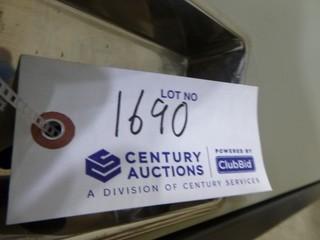 LOT NO
1690
CENTURY AUCTIONS
POWERED BY
ClubBid
A DIVISION OF CENTURY SERVICES